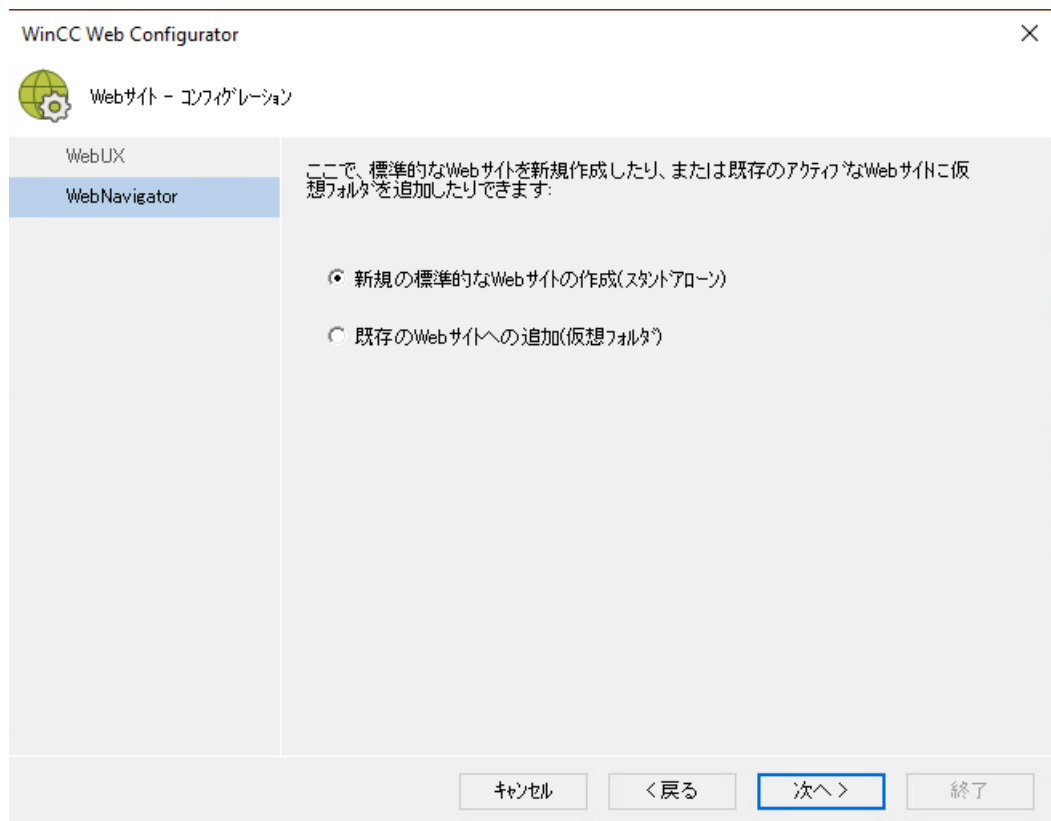 WinCC Web Configurator
Webｻｲﾄ - ｺﾝﾌｨｸﾞﾚｰｼｮﾝ
WebUX
WebNavigator
ここで、標準的なWebｻｲﾄを新規作成したり、または既存のｱｸﾃｨﾌﾞなWebｻｲﾄに仮
想ﾌｫﾙﾀﾞを追加したりできます:
新規の標準的なWebｻｲﾄの作成(ｽﾀﾝﾄﾞｱﾛｰﾝ)
既存のWebｻｲﾄへの追加(仮想ﾌｫﾙﾀﾞ)
ｷｬﾝｾﾙ
<戻る
次へ>
終了